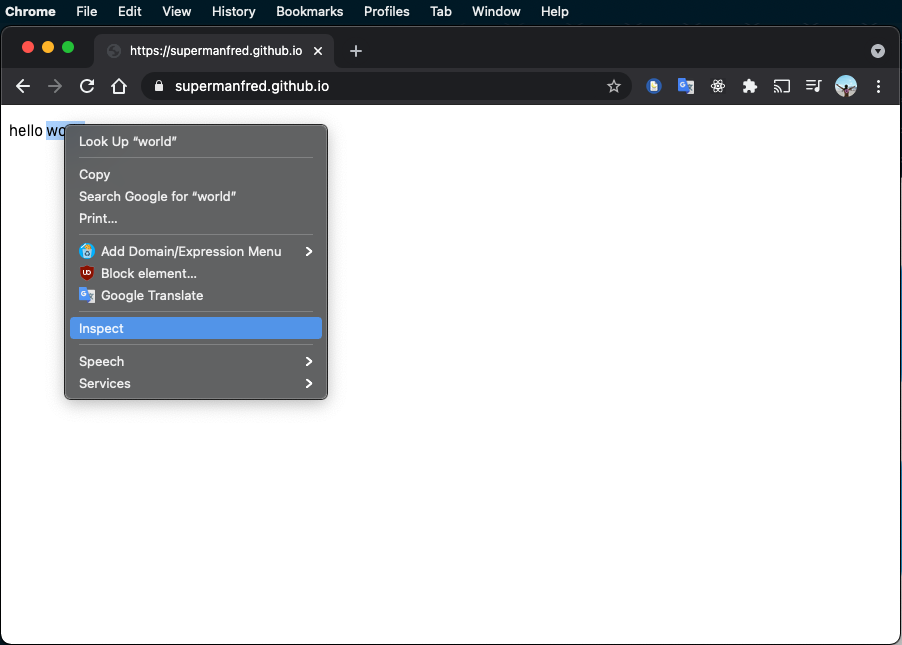 Chrome File Edit View History Bookmarks Profiles Tab Window Help
https://supermanfred.github.io
supermanfred.github.io
hello
Look Up “world”
Copy
Search Google for “world”
Print...
Add Domain/Expression Menu
Block element...
Google Translate
Inspect
Speech
Services